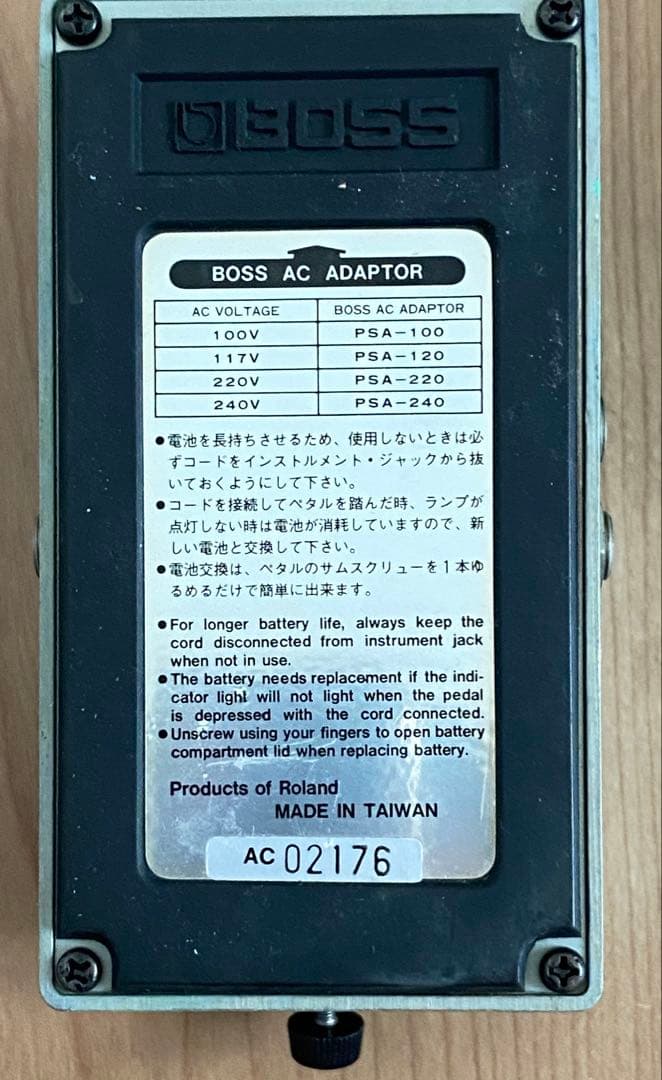 BOSS
BOSS AC ADAPTOR
AC VOLTAGE BOSS AC ADAPTOR
100V PSA-100
117V PSA-120
220V PSA-220
240V PSA-240
●電池を長持ちさせるため、使用しないときは必
ずコードをインストルメント・ジャックから抜
いておくようにして下さい。
●コードを接続してペタルを踏んだ時、ランプが
点灯しない時は電池が消耗していますので、新
しい電池と交換して下さい。
●電池交換は、ペタルのサムスクリューを1本ゆ
るめるだけで簡単に出来ます。
●For longer battery life, always keep the
cord disconnected from instrument jack
when not in use.
●The battery needs replacement if the indi-
cator light will not light when the pedal
is depressed with the cord connected.
●Unscrew using your fingers to open battery
compartment lid when replacing battery.
Products of Roland
MADE IN TAIWAN
AC 02176